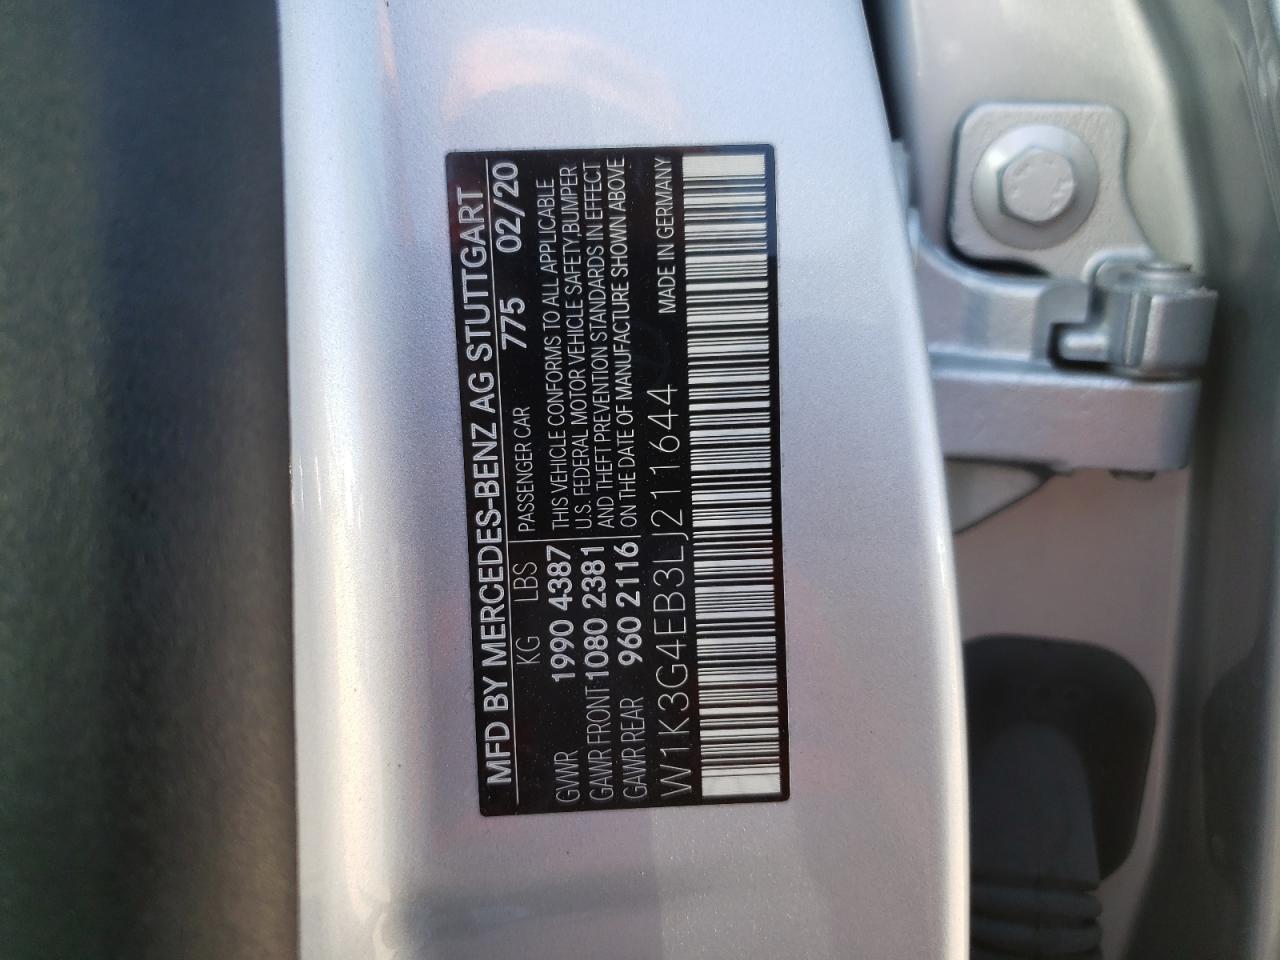 MFD BY MERCEDES-BENZ AG STUTTGART
KG LBS PASSENGER CAR 775 02/20
GVWR 1990 4387 THIS VEHICLE CONFORMS TO ALL APPLICABLE
U.S. FEDERAL MOTOR VEHICLE SAFETY,BUMPER
GAWR FRONT 1080 2381 AND THEFT PREVENTION STANDARDS IN EFFECT
GAWR REAR 960 2116 ON THE DATE OF MANUFACTURE SHOWN ABOVE
W1K3G4EB3LJ211644 MADE IN GERMANY